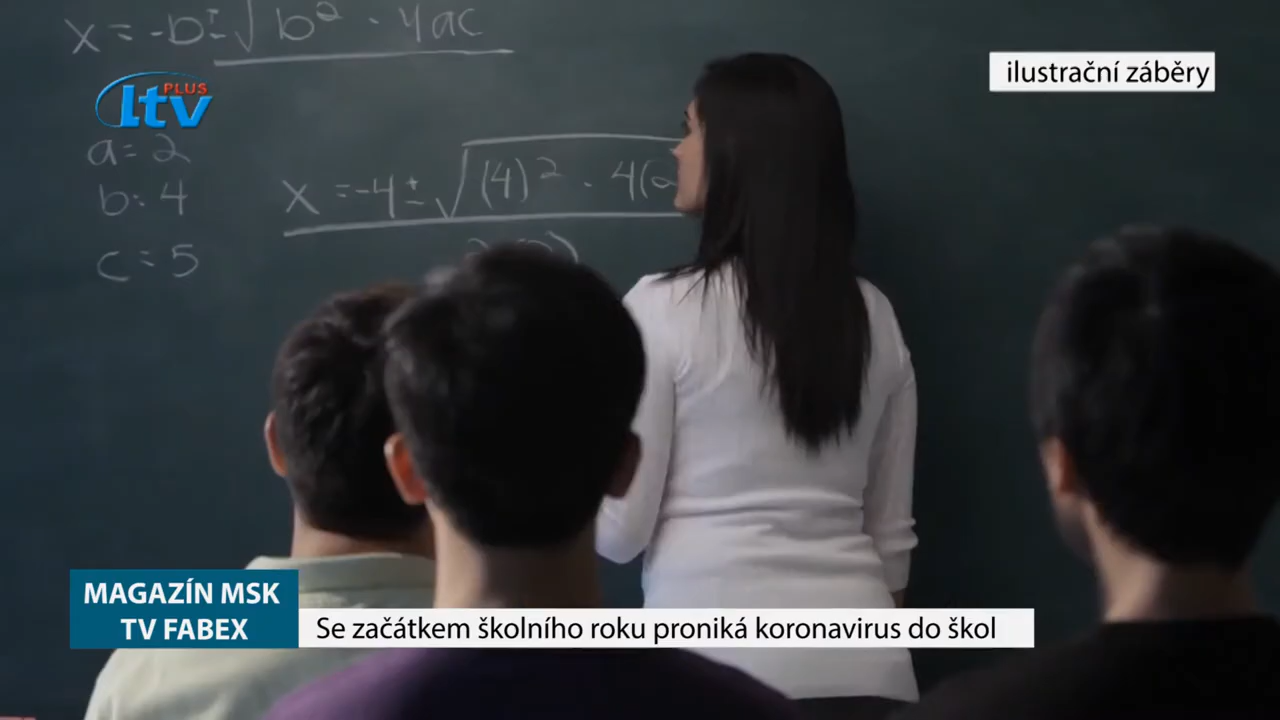 x = -b ± √ b² - 4ac
ilustrační záběry
LTV PLUS
a = 2
b: 4
c = 5
x = -4 ± √ (4)² - 4(2
MAGAZÍN MSK
TV FABEX
Se začátkem školního roku proniká koronavirus do škol